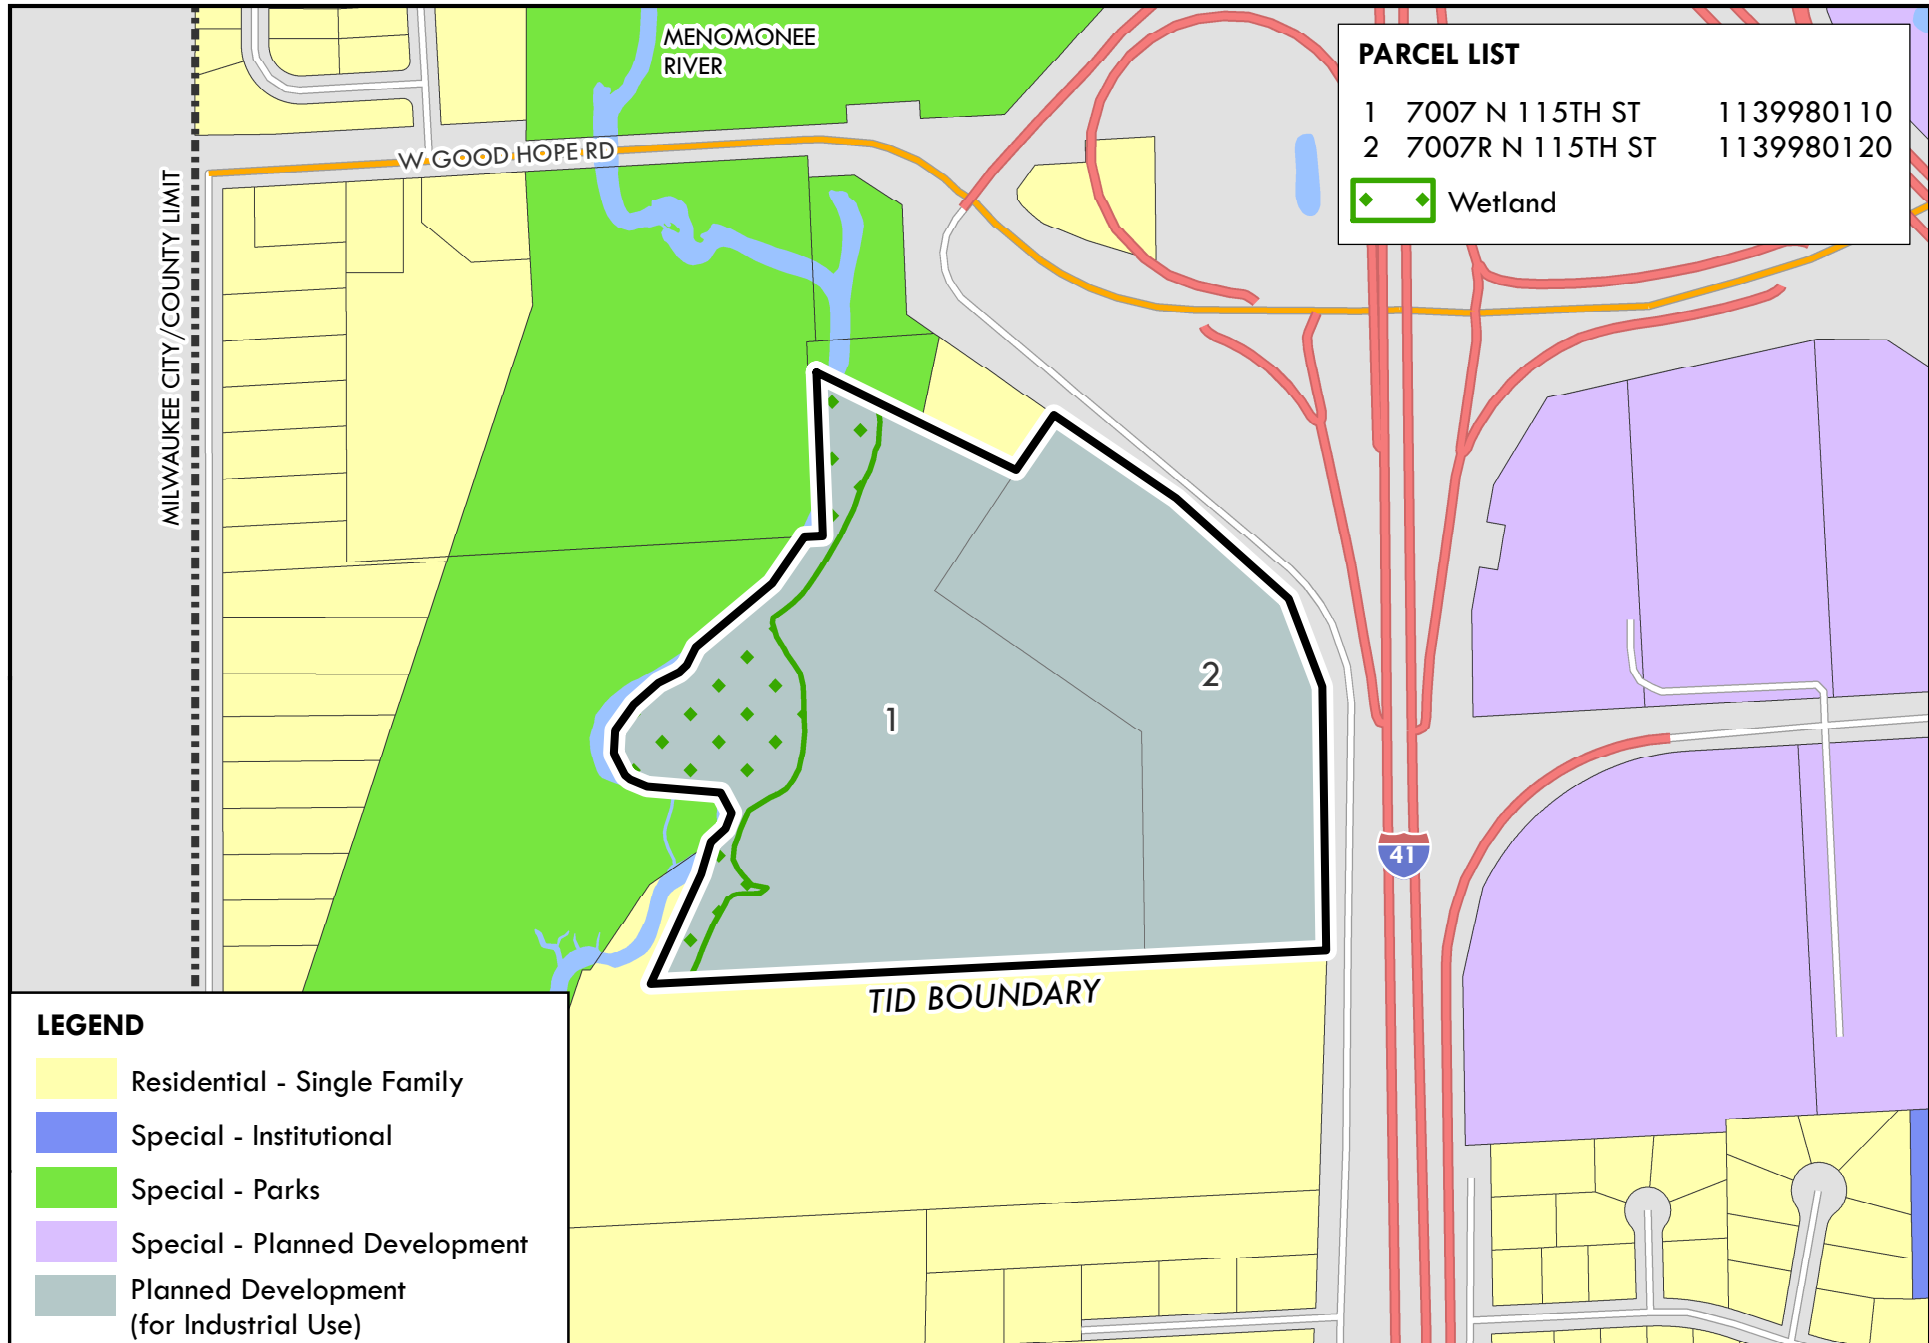 MENOMONEE
RIVER
PARCEL LIST
1 7007 N 115TH ST 1139980110
2 7007R N 115TH ST 1139980120
Wetland
W GOOD HOPE RD
MILWAUKEE CITY/COUNTY LIMIT
1
2
41
TID BOUNDARY
LEGEND
Residential - Single Family
Special - Institutional
Special - Parks
Special - Planned Development
Planned Development
(for Industrial Use)